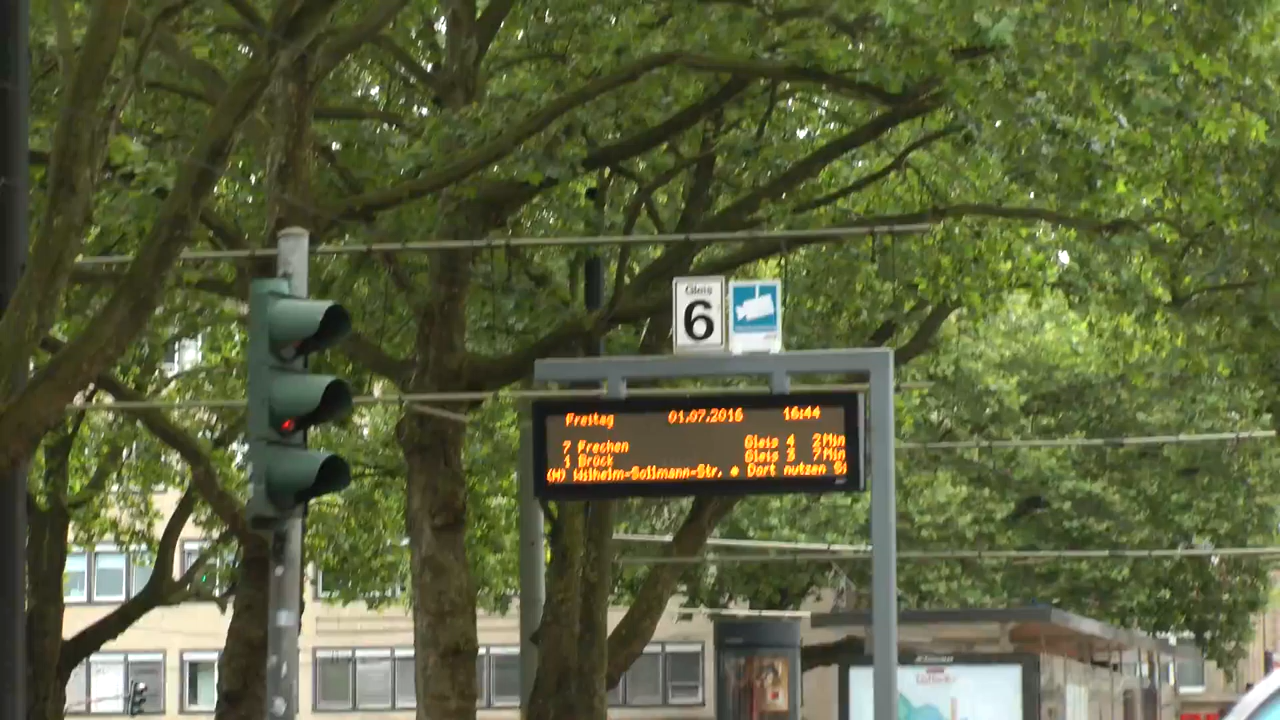 Gleis
6
Freitag 01.07.2016 16:44
7 Frechen Gleis 4 2Min
1 Brück Gleis 3 7Min
(H) Wilhelm-Sollmann-Str. * Dort nutzen Si